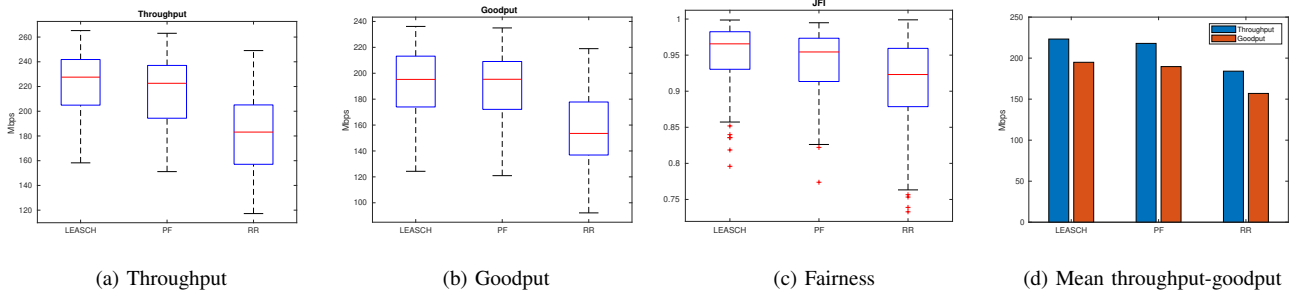 Throughput
Mbps
260
240
220
200
180
160
140
120
LEASCH PF RR
(a) Throughput
Goodput
Mbps
240
220
200
180
160
140
120
100
LEASCH PF RR
(b) Goodput
JFI
1
0.95
0.9
0.85
0.8
0.75
LEASCH PF RR
(c) Fairness
Mbps
250
200
150
100
50
0
Throughput
Goodput
LEASCH PF RR
(d) Mean throughput-goodput